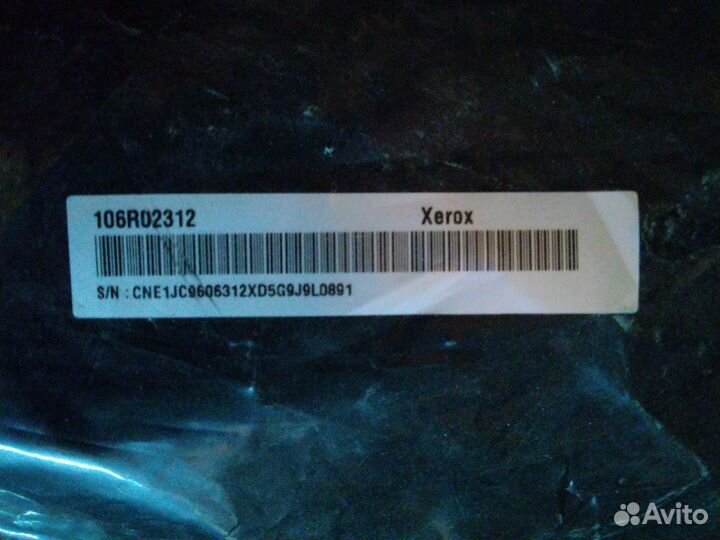 106R02312 Xerox
S/N : CNE1JC9606312XD5G9J9L0891
Avito